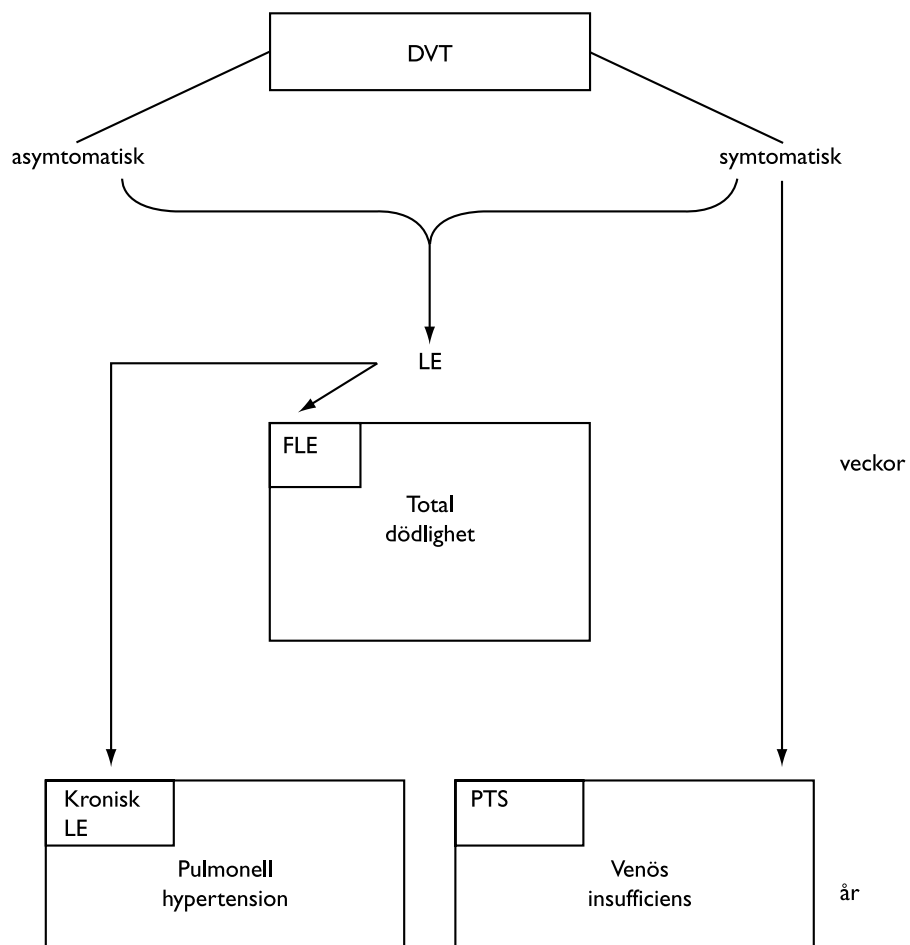 DVT
asymtomatisk
symtomatisk
LE
FLE
veckor
Total
dödlighet
Kronisk
LE
PTS
Pulmonell
hypertension
Venös
insufficiens
år